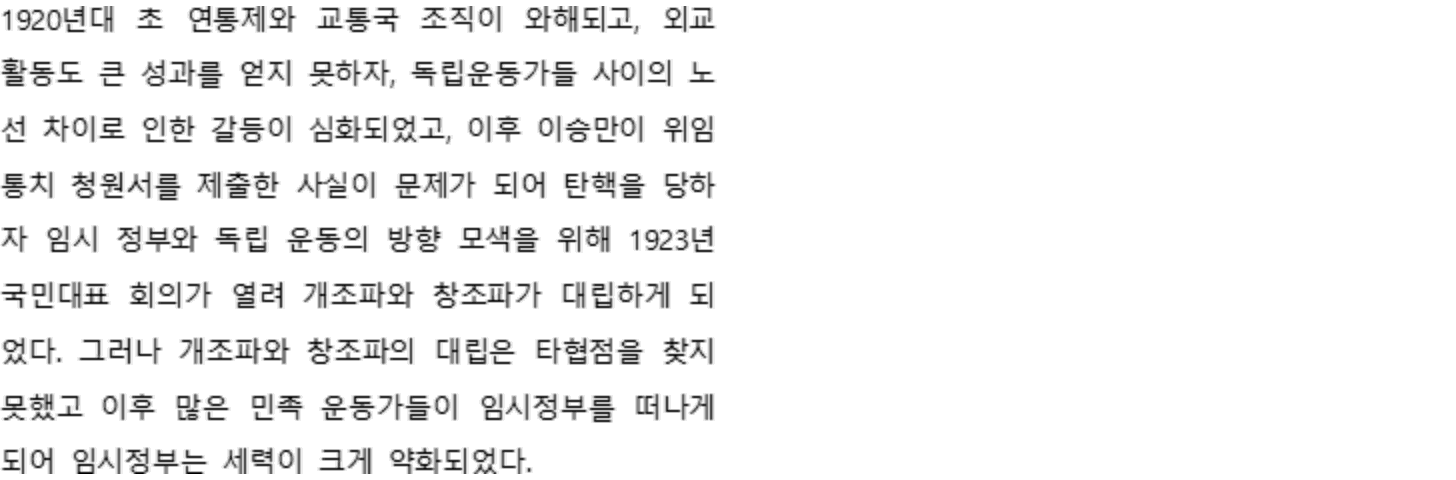 1920년대 초 연통제와 교통국 조직이 와해되고, 외교
활동도 큰 성과를 얻지 못하자, 독립운동가들 사이의 노
선 차이로 인한 갈등이 심화되었고, 이후 이승만이 위임
통치 청원서를 제출한 사실이 문제가 되어 탄핵을 당하
자 임시 정부와 독립 운동의 방향 모색을 위해 1923년
국민대표 회의가 열려 개조파와 창조파가 대립하게 되
었다. 그러나 개조파와 창조파의 대립은 타협점을 찾지
못했고 이후 많은 민족 운동가들이 임시정부를 떠나게
되어 임시정부는 세력이 크게 약화되었다.